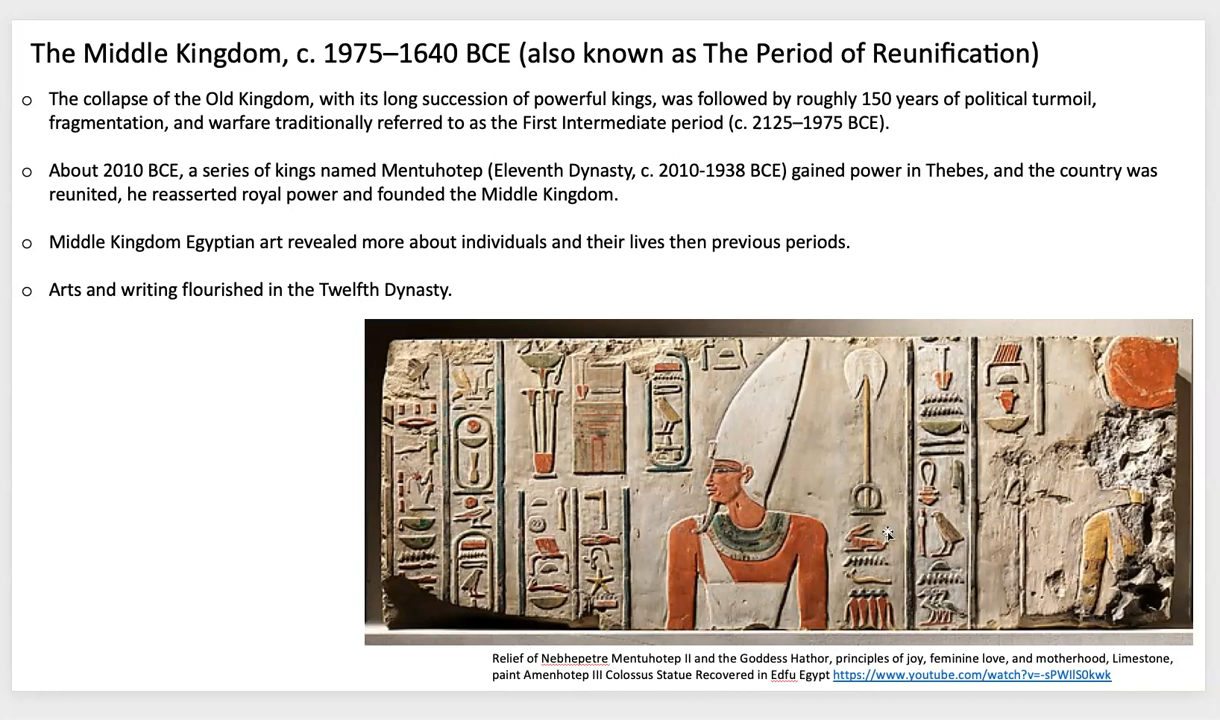 The Middle Kingdom, c. 1975–1640 BCE (also known as The Period of Reunification)
o The collapse of the Old Kingdom, with its long succession of powerful kings, was followed by roughly 150 years of political turmoil,
fragmentation, and warfare traditionally referred to as the First Intermediate period (c. 2125–1975 BCE).
o About 2010 BCE, a series of kings named Mentuhotep (Eleventh Dynasty, c. 2010-1938 BCE) gained power in Thebes, and the country was
reunited, he reasserted royal power and founded the Middle Kingdom.
o Middle Kingdom Egyptian art revealed more about individuals and their lives then previous periods.
o Arts and writing flourished in the Twelfth Dynasty.
Relief of Nebhepetre Mentuhotep II and the Goddess Hathor, principles of joy, feminine love, and motherhood, Limestone,
paint Amenhotep III Colossus Statue Recovered in Edfu Egypt